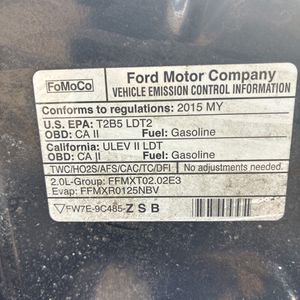 FoMoCo
Ford Motor Company
VEHICLE EMISSION CONTROL INFORMATION
Conforms to regulations: 2015 MY
U.S. EPA: T2B5 LDT2
OBD: CA II Fuel: Gasoline
California: ULEV II LDT
OBD: CA II Fuel: Gasoline
TWC/HO2S/AFS/CAC/TC/DFI No adjustments needed.
2.0L-Group: FFMXT02.02E3
Evap: FFMXR0125NBV
FW7E-9C485-ZSB